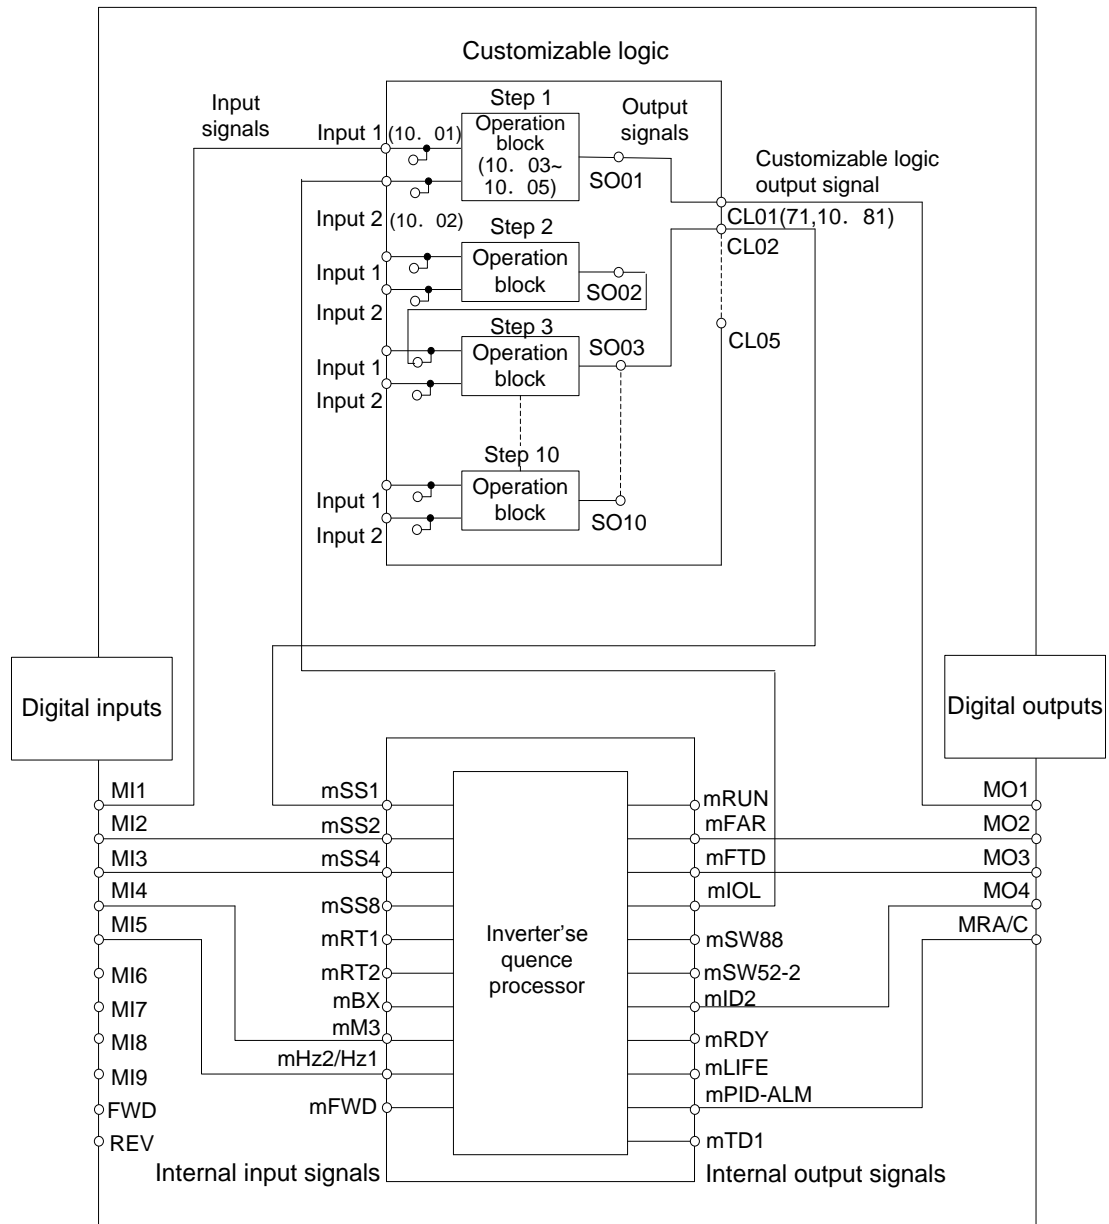 Customizable logic
Input
signals
Step 1
Output
signals
Input 1 (10. 01)
Operation
block
(10. 03~
10. 05)
SO01
Customizable logic
output signal
Input 2 (10. 02)
CL01(71,10. 81)
Step 2
CL02
Input 1
Operation
block
SO02
Input 2
Step 3
SO03
CL05
Input 1
Operation
block
Input 2
Step 10
Input 1
Operation
block
SO10
Input 2
Digital inputs
Digital outputs
MI1
MI2
MI3
MI4
MI5
MI6
MI7
MI8
MI9
FWD
REV
mSS1
mSS2
mSS4
mSS8
mRT1
mRT2
mBX
mM3
mHz2/Hz1
mFWD
Inverter'se
quence
processor
mRUN
mFAR
mFTD
mIOL
mSW88
mSW52-2
mID2
mRDY
mLIFE
mPID-ALM
mTD1
MO1
MO2
MO3
MO4
MRA/C
Internal input signals
Internal output signals